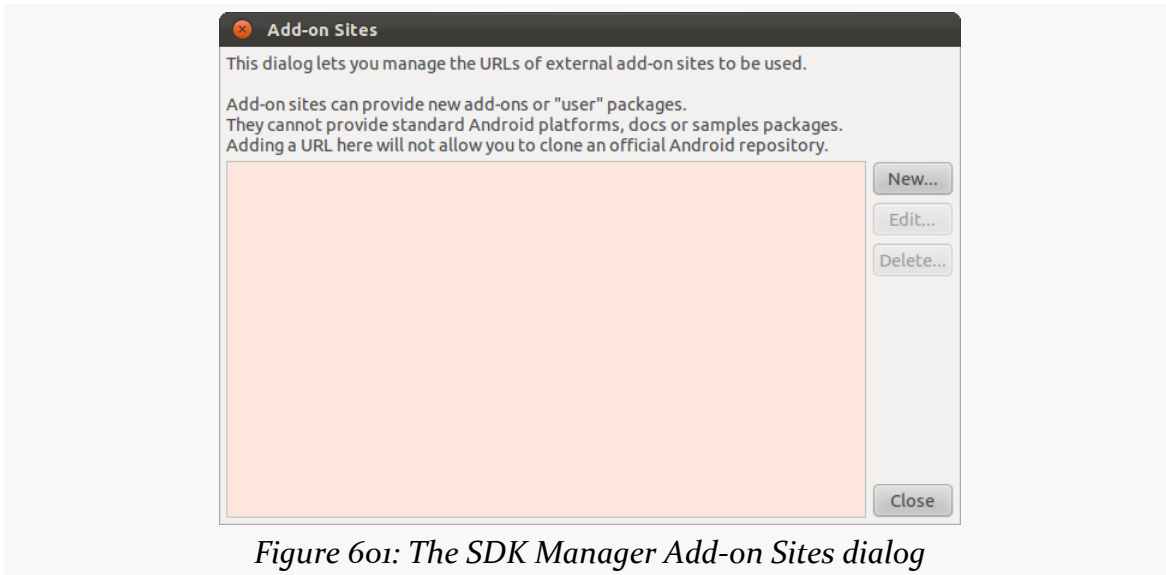 Add-on Sites
This dialog lets you manage the URLs of external add-on sites to be used.
Add-on sites can provide new add-ons or "user" packages.
They cannot provide standard Android platforms, docs or samples packages.
Adding a URL here will not allow you to clone an official Android repository.
New...
Edit...
Delete...
Close
Figure 601: The SDK Manager Add-on Sites dialog